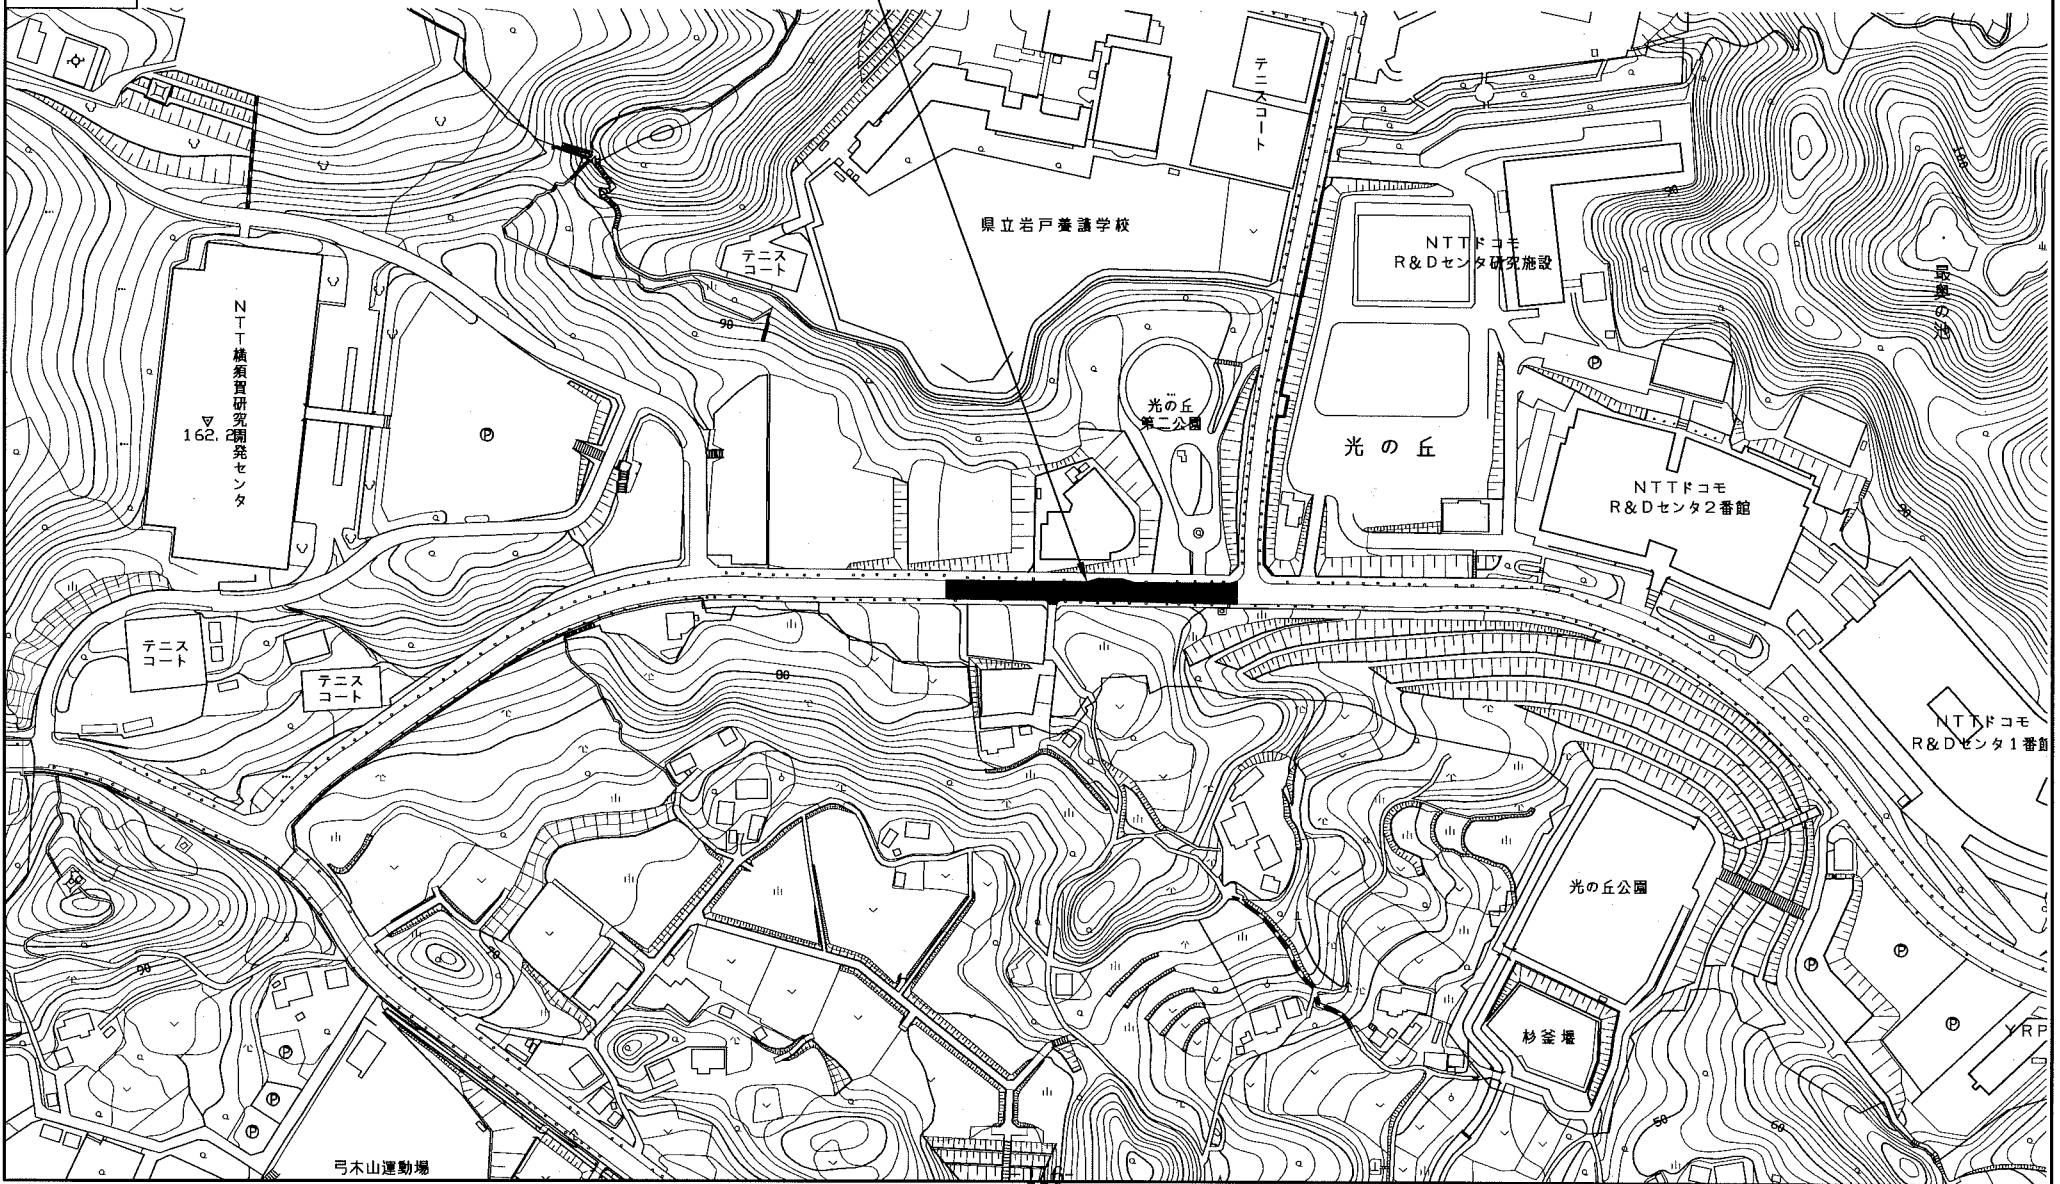 テニスコート
県立岩戸養護学校
テニス
コート
NTTドコモ
R&Dセンタ研究施設
100
90
最奥の池
NTT横須賀研究開発センタ
162.2
90
P
P
光の丘
第二公園
光の丘
NTTドコモ
R&Dセンタ2番館
90
テニス
コート
テニス
コート
80
NTTドコモ
R&Dセンタ1番館
光の丘公園
90
70
P
P
P
杉釜堰
YRP
P
P
P
50
60
弓木山運動場